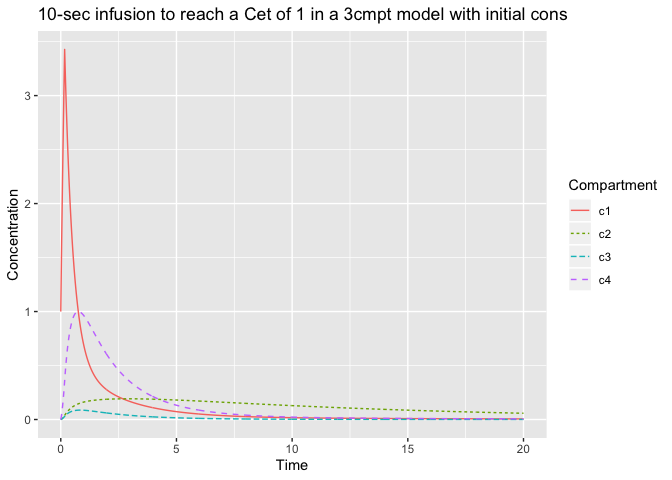 10-sec infusion to reach a Cet of 1 in a 3cmpt model with initial cons
Concentration
3
2
1
0
0 5 10 15 20
Time
Compartment
c1
c2
c3
c4